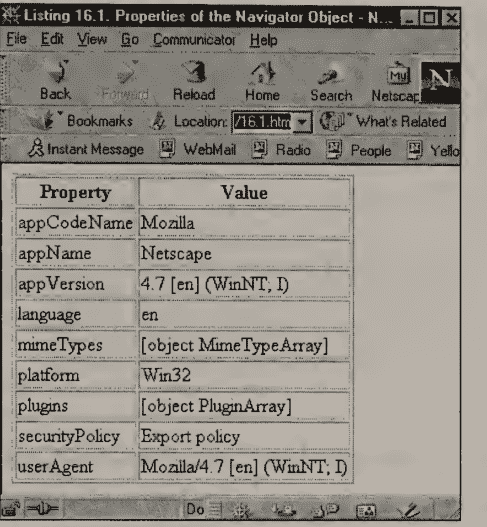 Listing 16.1. Properties of the Navigator Object - N...
File Edit View Go Communicator Help
Back Forward Reload Home Search Netscap
My N
Bookmarks Location: /16.1.htm What's Related
Instant Message WebMail Radio People Yello
Property Value
appCodeName Mozilla
appName Netscape
appVersion 4.7 [en] (WinNT; I)
language en
mimeTypes [object MimeTypeArray]
platform Win32
plugins [object PluginArray]
securityPolicy Export policy
userAgent Mozilla/4.7 [en] (WinNT; I)
Do